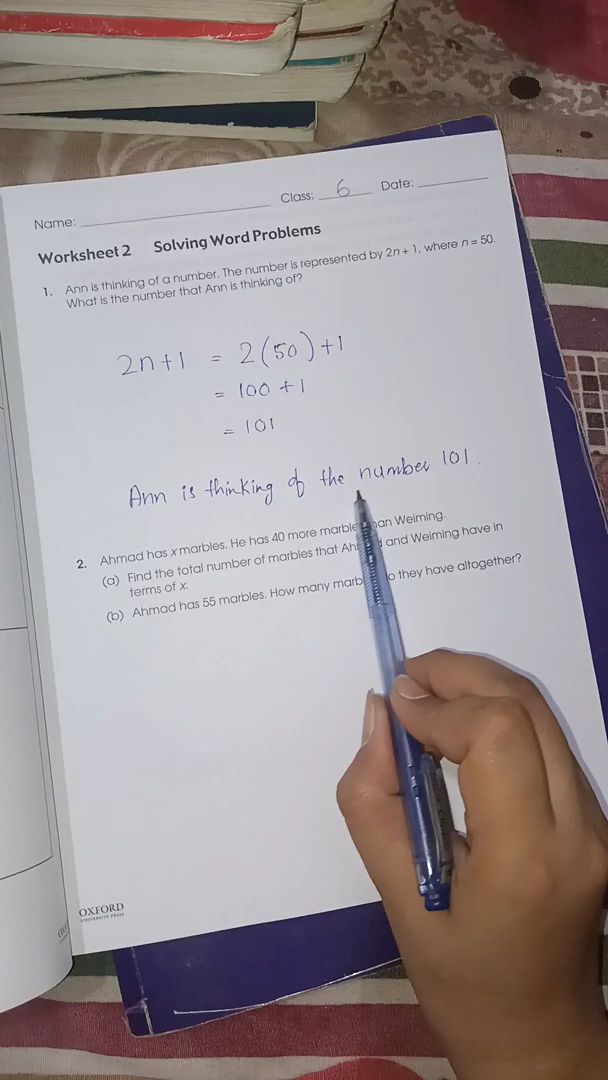 Name:
Class: 6 Date:
Worksheet 2 Solving Word Problems
1. Ann is thinking of a number. The number is represented by 2n + 1, where n = 50.
What is the number that Ann is thinking of?
2n+1 = 2(50)+1
= 100 +1
= 101
Ann is thinking of the number 101.
2. Ahmad has x marbles. He has 40 more than Weiming.
(a) Find the total number of marbles that and Weiming have in
terms of x.
(b) Ahmad has 55 marbles. How many they have altogether?
OXFORD
UNIVERSITY PRESS